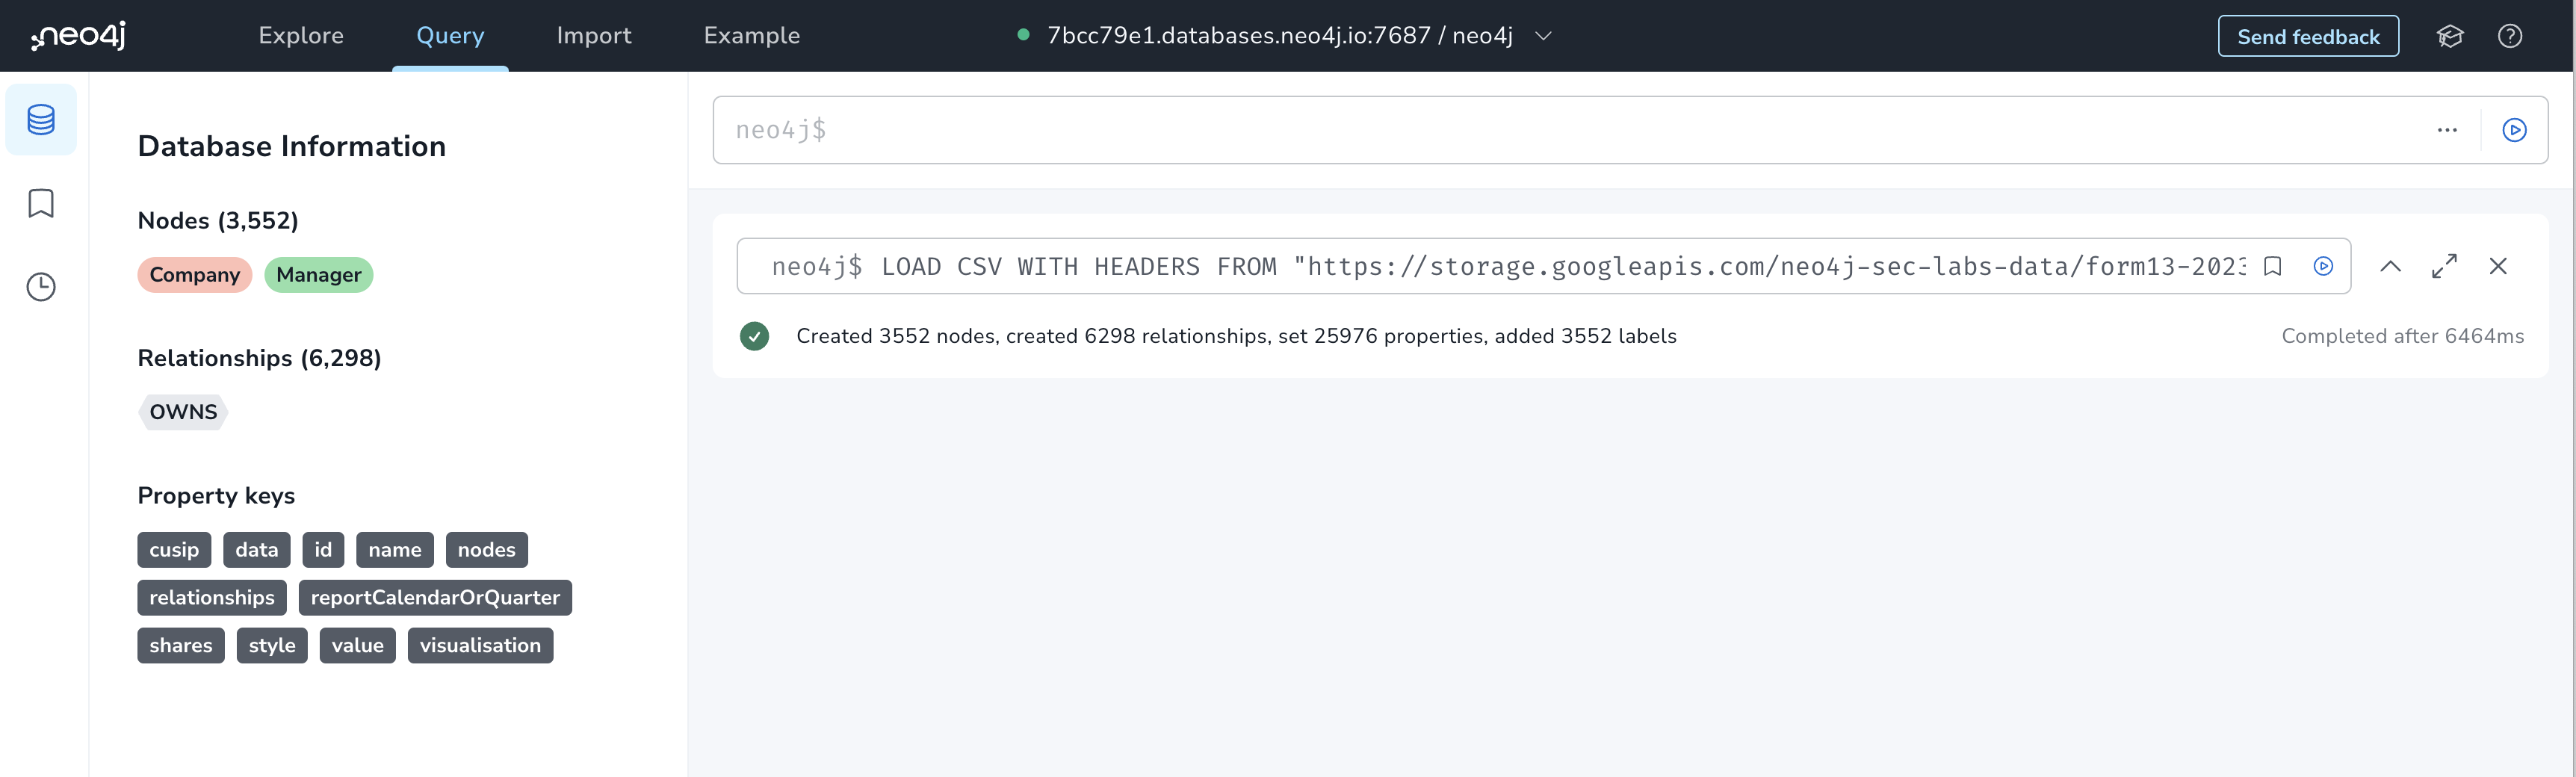 neo4j
Explore Query Import Example
7bcc79e1.databases.neo4j.io:7687 / neo4j
Send feedback
Database Information
Nodes (3,552)
Company Manager
Relationships (6,298)
OWNS
Property keys
cusip data id name nodes
relationships reportCalendarOrQuarter
shares style value visualisation
neo4j$
neo4j$ LOAD CSV WITH HEADERS FROM "https://storage.googleapis.com/neo4j-sec-labs-data/form13-2023
Created 3552 nodes, created 6298 relationships, set 25976 properties, added 3552 labels
Completed after 6464ms